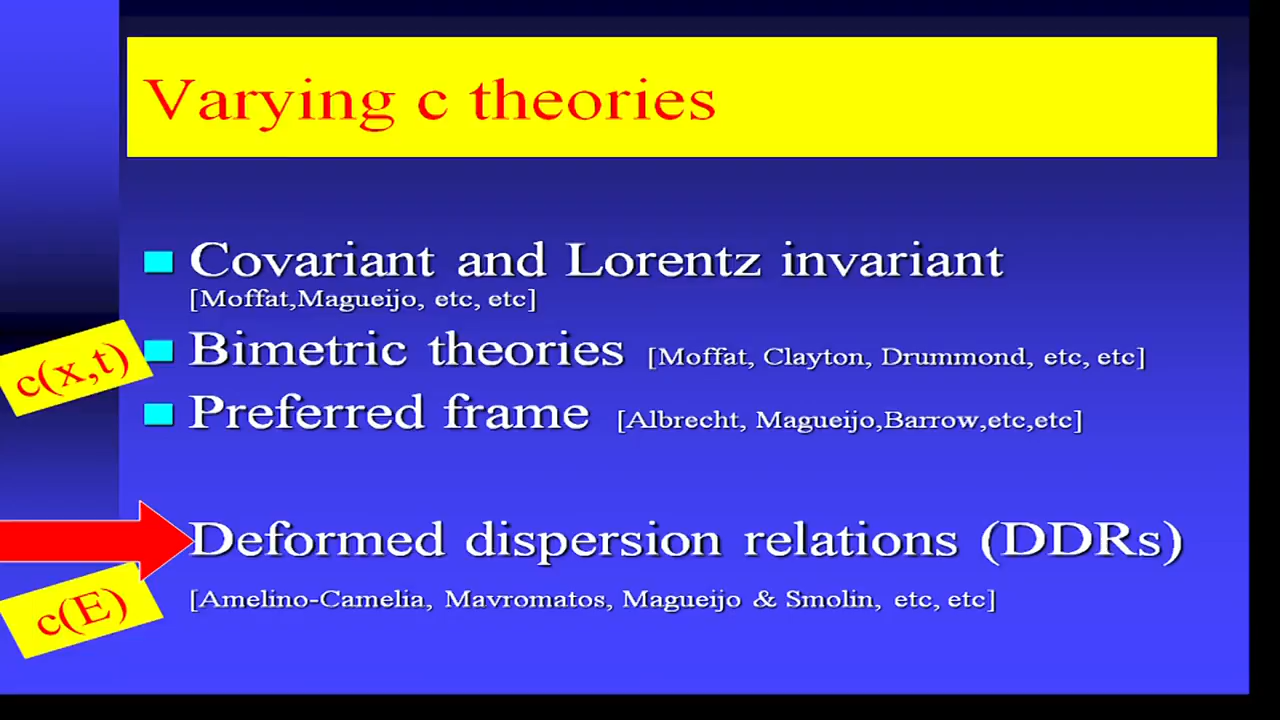 Varying c theories
Covariant and Lorentz invariant
[Moffat,Magueijo, etc, etc]
c(x,t)
Bimetric theories [Moffat, Clayton, Drummond, etc, etc]
Preferred frame [Albrecht, Magueijo,Barrow,etc,etc]
Deformed dispersion relations (DDRs)
c(E)
[Amelino-Camelia, Mavromatos, Magueijo & Smolin, etc, etc]